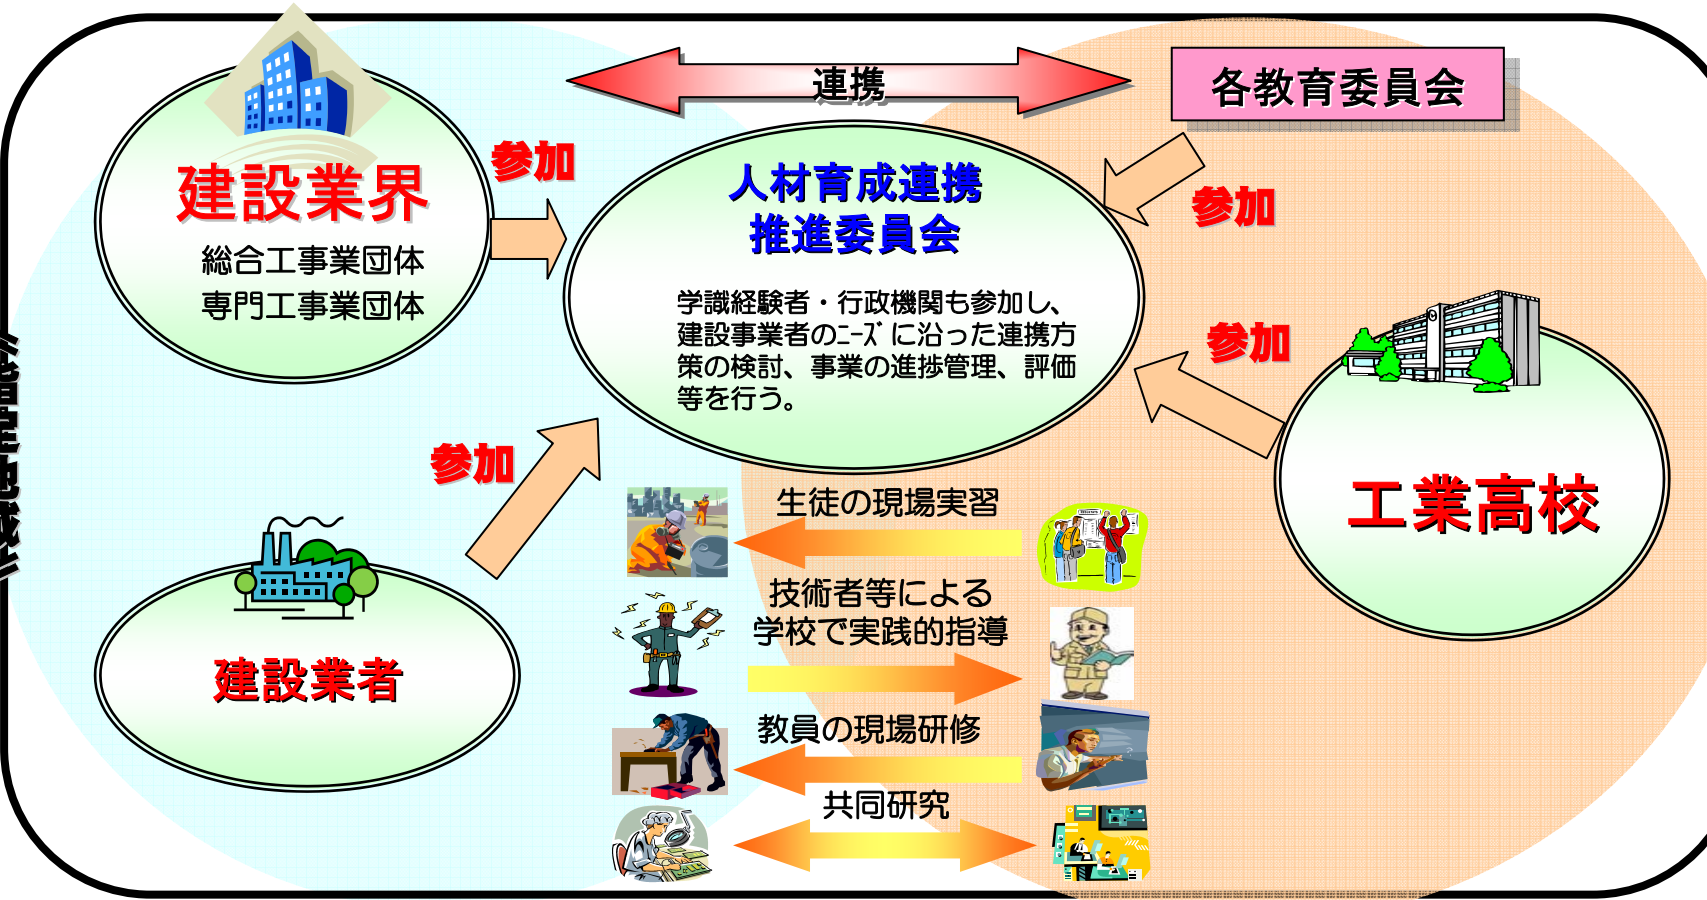 連携
各教育委員会
参加
建設業界
総合工事業団体
専門工事業団体
人材育成連携
推進委員会
学識経験者・行政機関も参加し、
建設事業者のﾆｰｽﾞに沿った連携方
策の検討、事業の進捗管理、評価
等を行う。
参加
参加
工業高校
参加
建設業者
生徒の現場実習
技術者等による
学校で実践的指導
教員の現場研修
共同研究